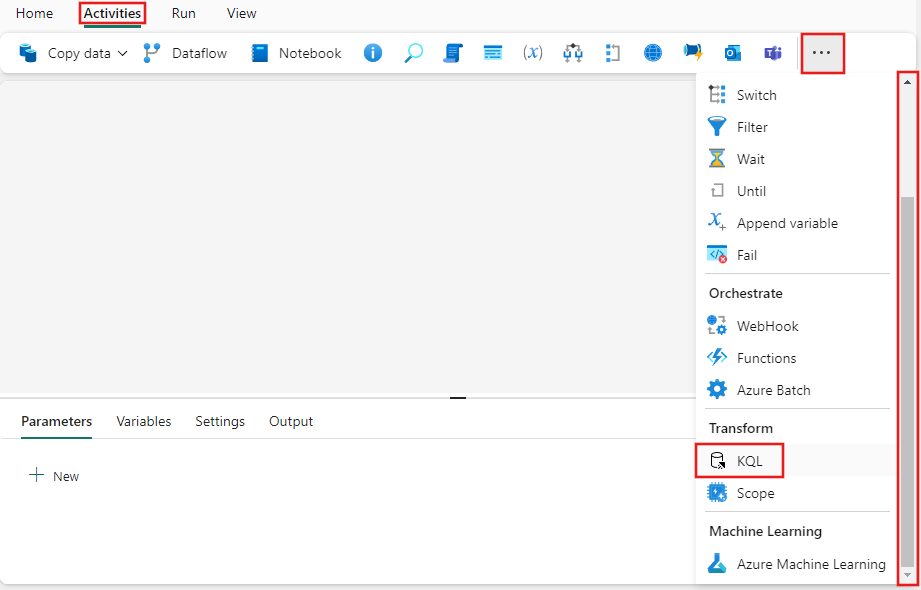 Home Activities Run View
Copy data Dataflow Notebook (x) ...
Switch
Filter
Wait
Until
Append variable
Fail
Orchestrate
WebHook
Functions
Azure Batch
Parameters Variables Settings Output
Transform
KQL
New
Scope
Machine Learning
Azure Machine Learning